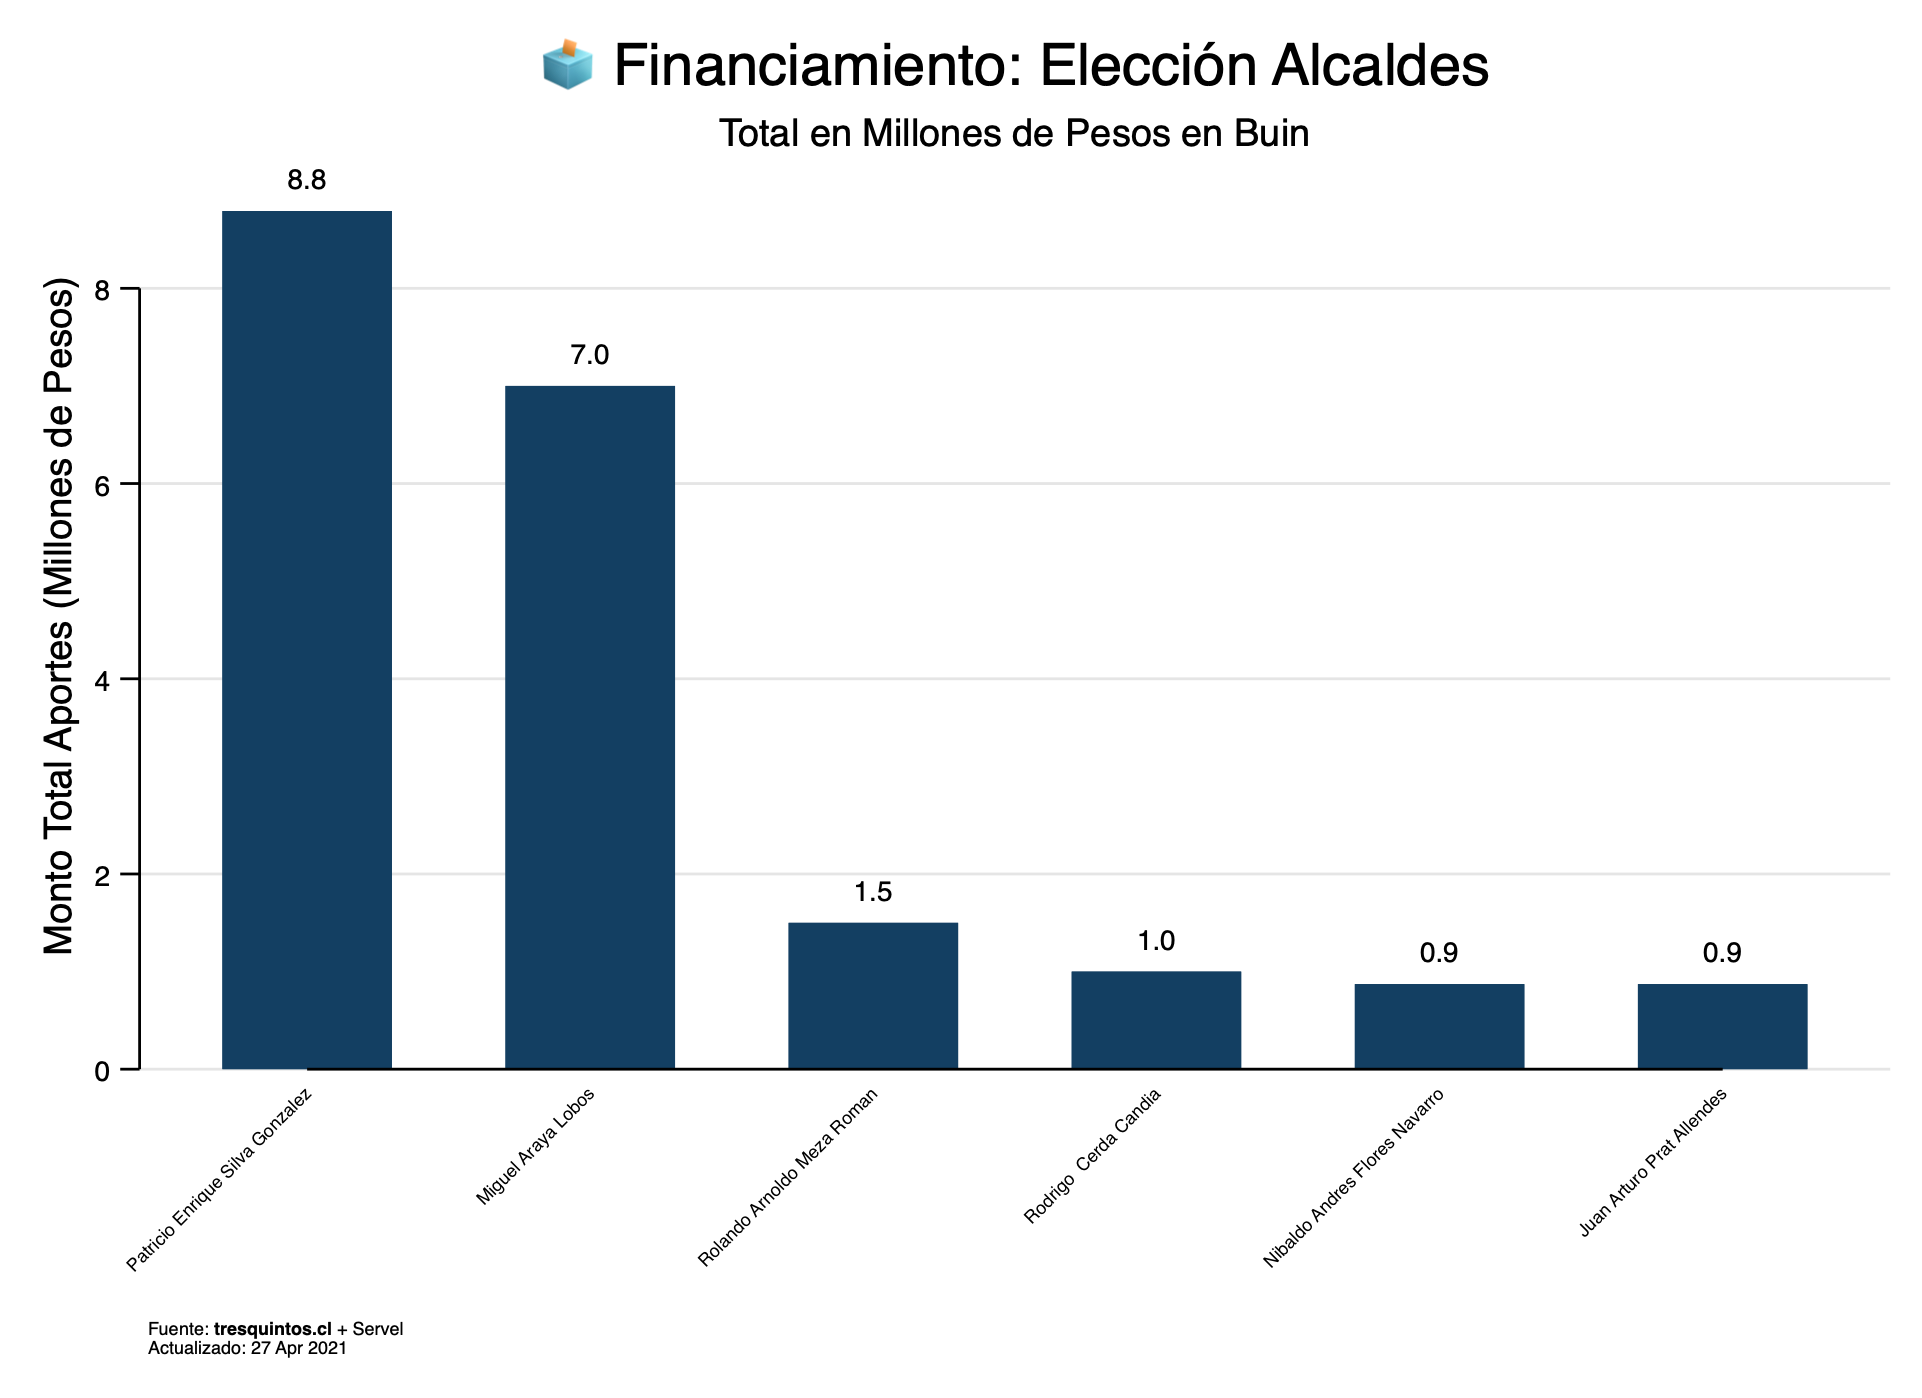 Financiamiento: Elección Alcaldes
Total en Millones de Pesos en Buin
Monto Total Aportes (Millones de Pesos)
8
6
4
2
0
8.8
7.0
1.5
1.0
0.9
0.9
Patricio Enrique Silva Gonzalez
Miguel Araya Lobos
Rolando Arnoldo Meza Roman
Rodrigo  Cerda Candia
Nibaldo Andres Flores Navarro
Juan Arturo Prat Allendes
Fuente: tresquintos.cl + Servel
Actualizado: 27 Apr 2021